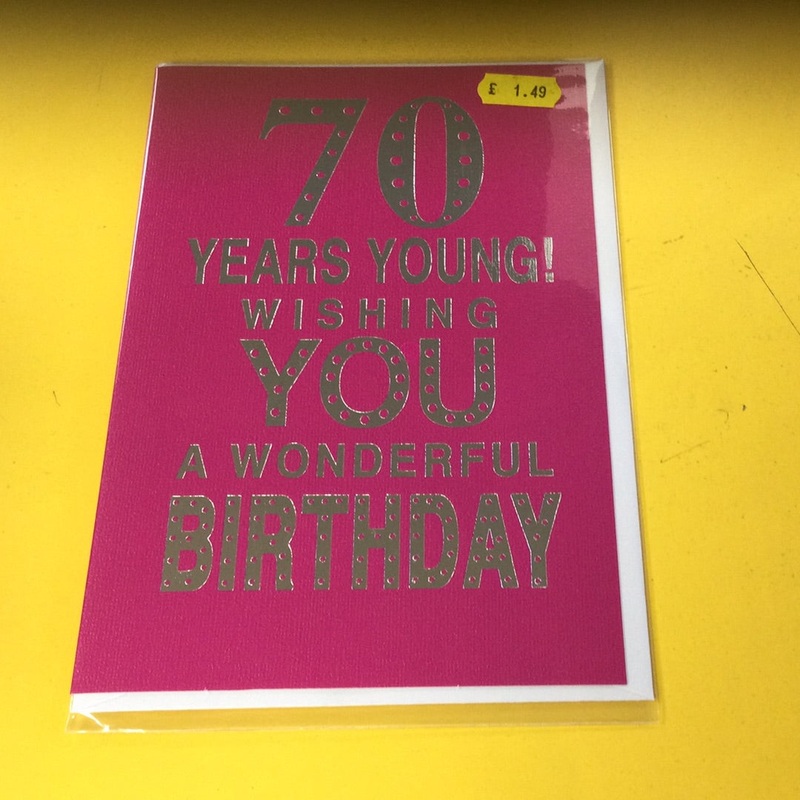 £ 1.49
70
YEARS YOUNG!
WISHING
YOU
A WONDERFUL
BIRTHDAY